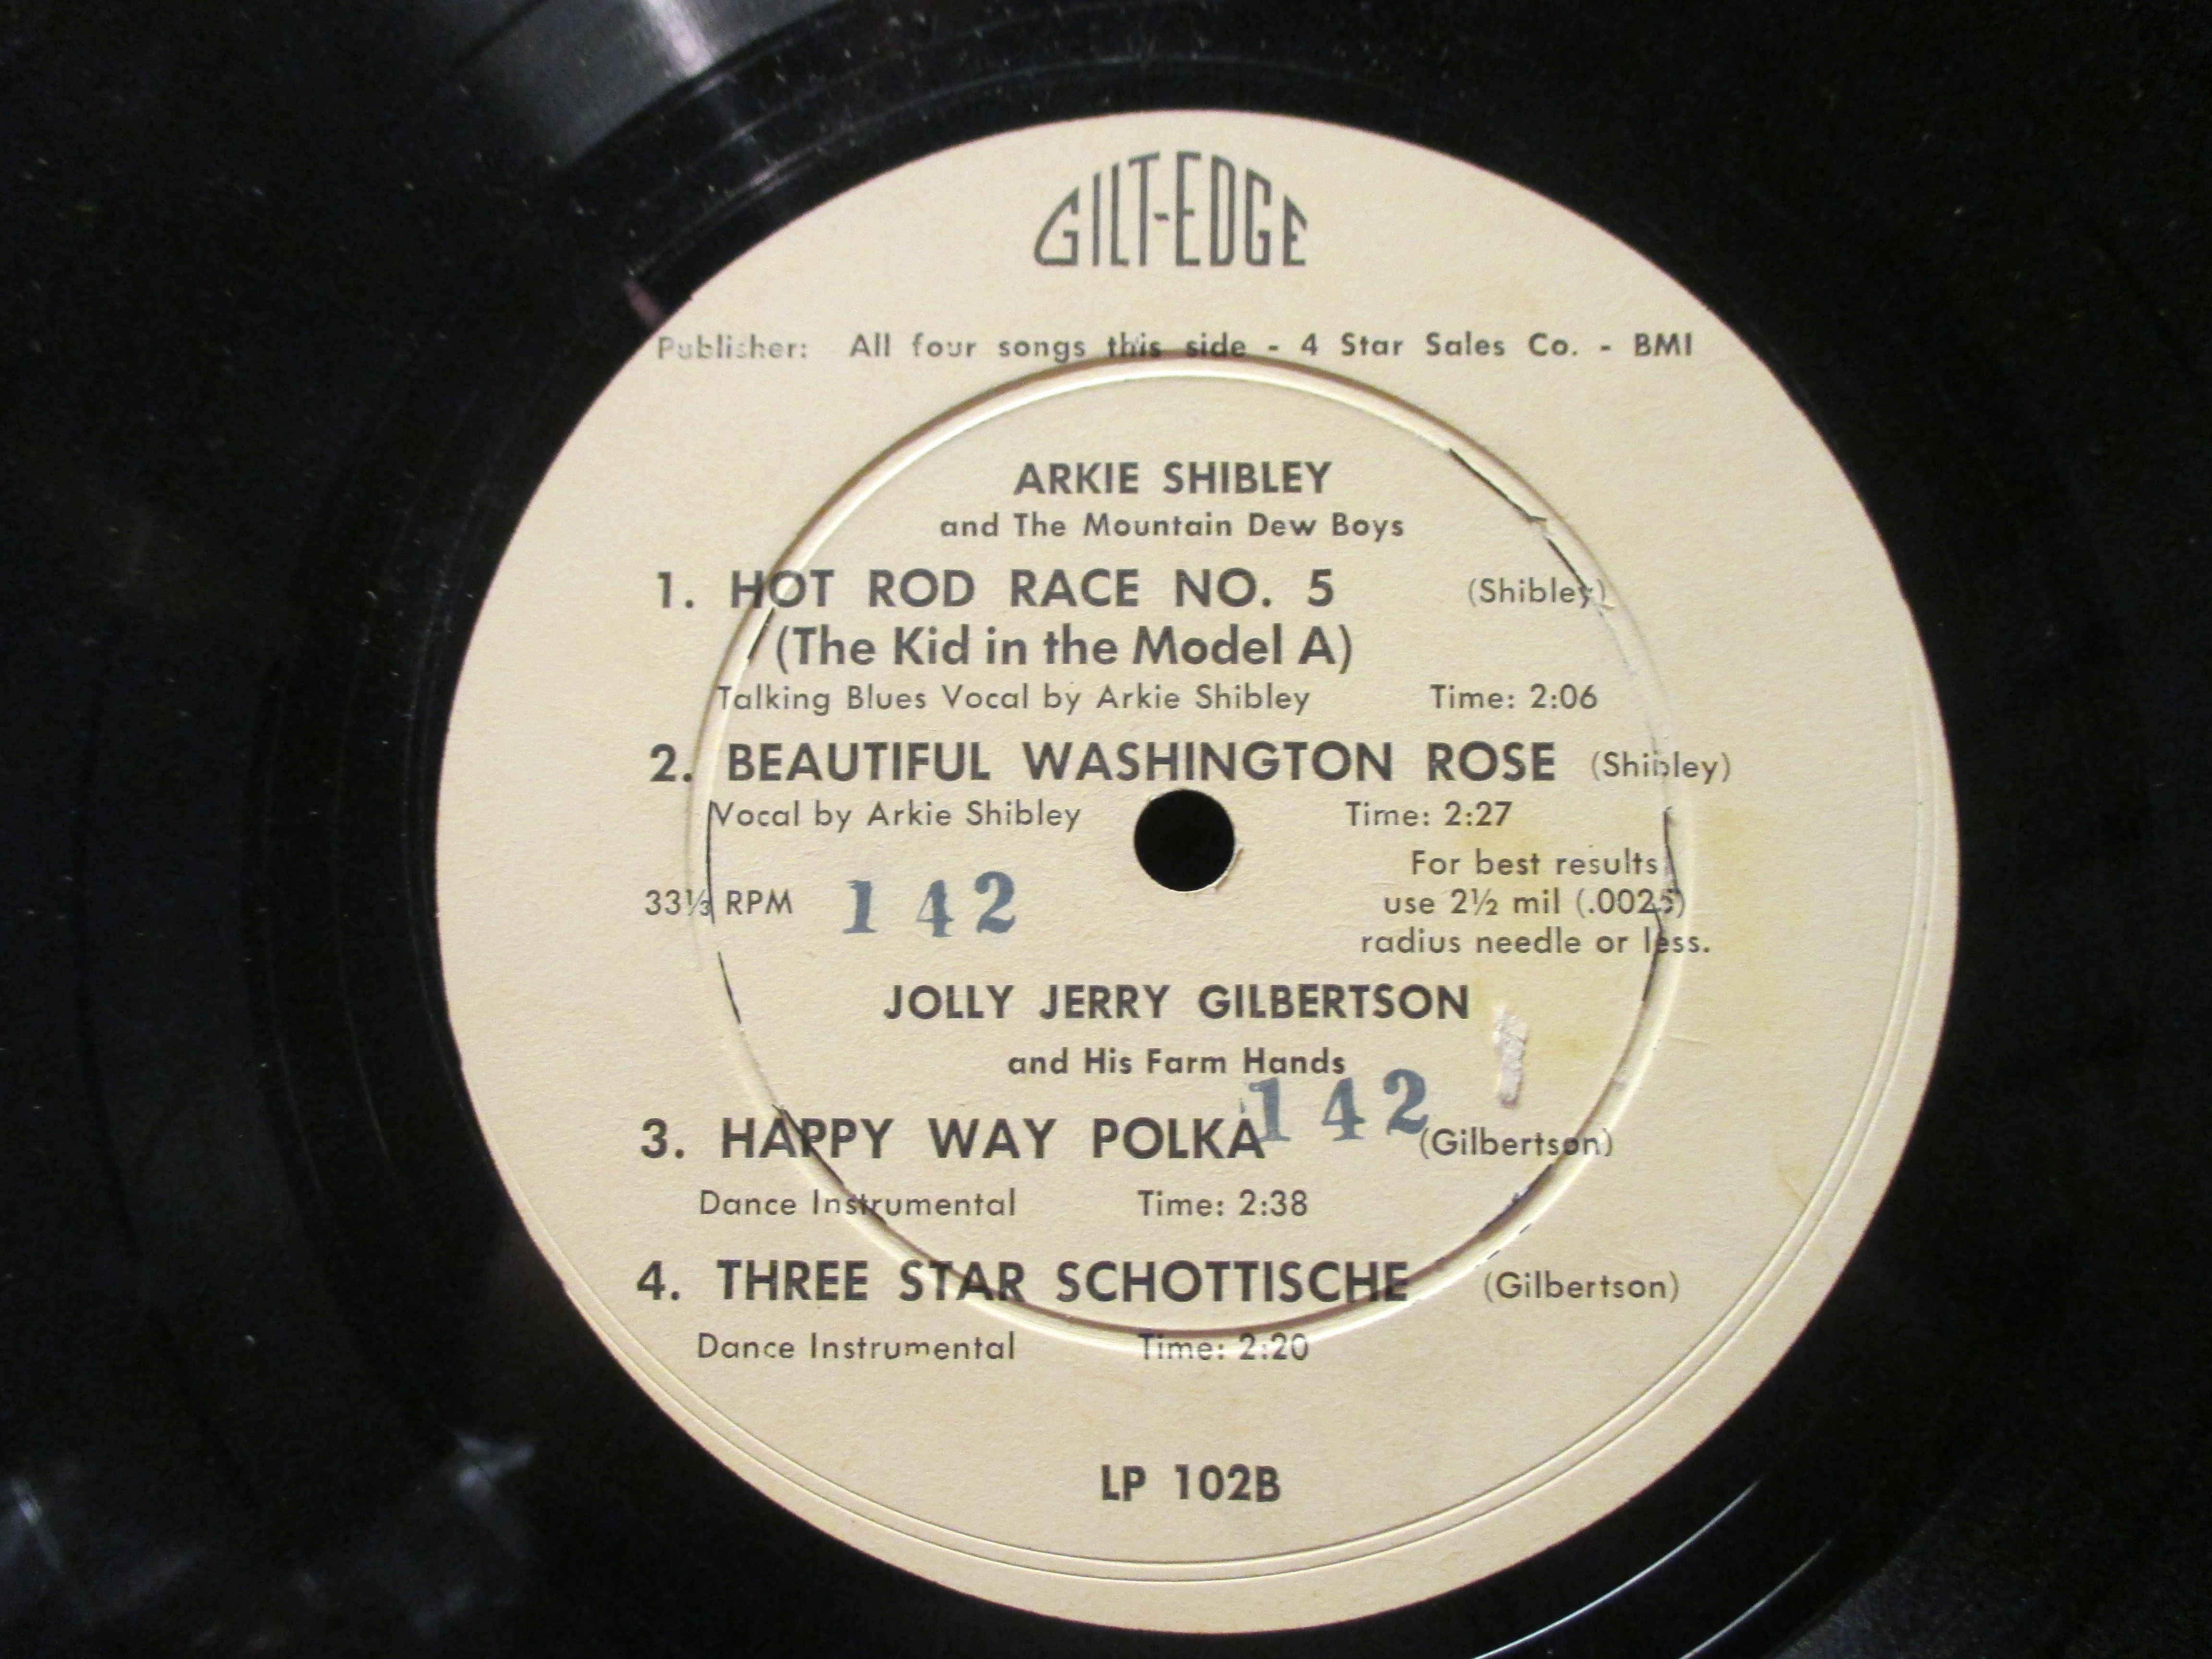 GILT-EDGE
Publisher: All four songs this side - 4 Star Sales Co. - BMI
ARKIE SHIBLEY
and The Mountain Dew Boys
1. HOT ROD RACE NO. 5 (Shibley)
(The Kid in the Model A)
Talking Blues Vocal by Arkie Shibley Time: 2:06
2. BEAUTIFUL WASHINGTON ROSE (Shibley)
Vocal by Arkie Shibley Time: 2:27
For best results
33⅓ RPM 142 use 2½ mil (.0025)
radius needle or less.
JOLLY JERRY GILBERTSON
and His Farm Hands
142
3. HAPPY WAY POLKA (Gilbertson)
Dance Instrumental Time: 2:38
4. THREE STAR SCHOTTISCHE (Gilbertson)
Dance Instrumental Time: 2:20
LP 102B